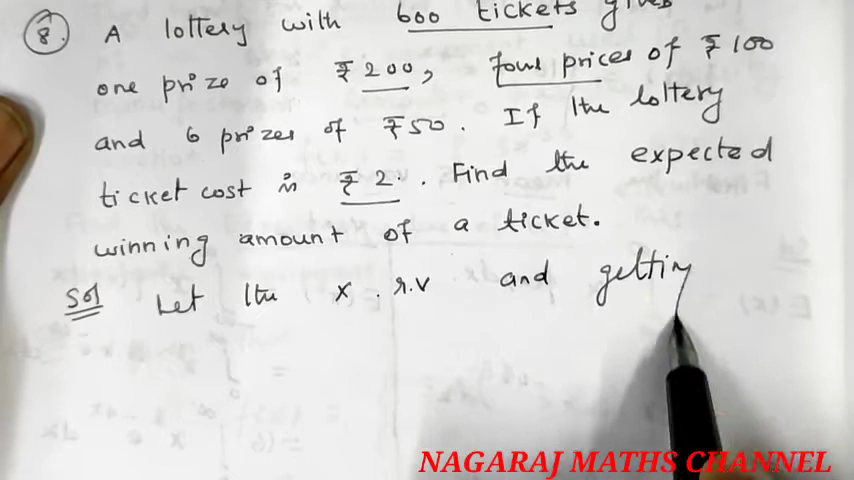 8. A lottery with 600 tickets gives
one prize of ₹200, four prices of ₹100
and 6 prizes of ₹50. If the lottery
ticket cost is ₹2. Find the expected
winning amount of a ticket.
Sol Let the X r.v and getting
NAGARAJ MATHS CHANNEL